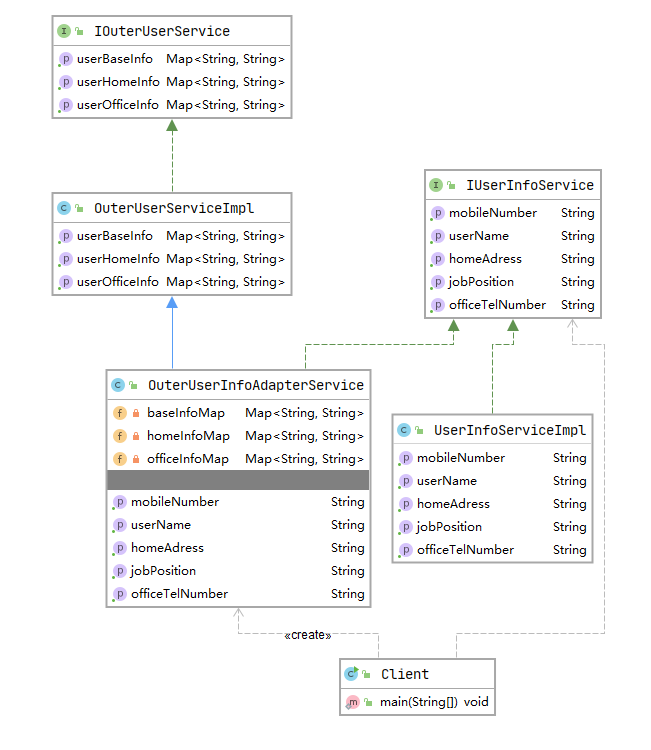 I IOuterUserService
p userBaseInfo Map<String, String>
p userHomeInfo Map<String, String>
p userOfficeInfo Map<String, String>
C OuterUserServiceImpl
p userBaseInfo Map<String, String>
p userHomeInfo Map<String, String>
p userOfficeInfo Map<String, String>
I IUserInfoService
p mobileNumber String
p userName String
p homeAdress String
p jobPosition String
p officeTelNumber String
C OuterUserInfoAdapterService
f baseInfoMap Map<String, String>
f homeInfoMap Map<String, String>
f officeInfoMap Map<String, String>
p mobileNumber String
p userName String
p homeAdress String
p jobPosition String
p officeTelNumber String
C UserInfoServiceImpl
p mobileNumber String
p userName String
p homeAdress String
p jobPosition String
p officeTelNumber String
«create»
C Client
m main(String[]) void